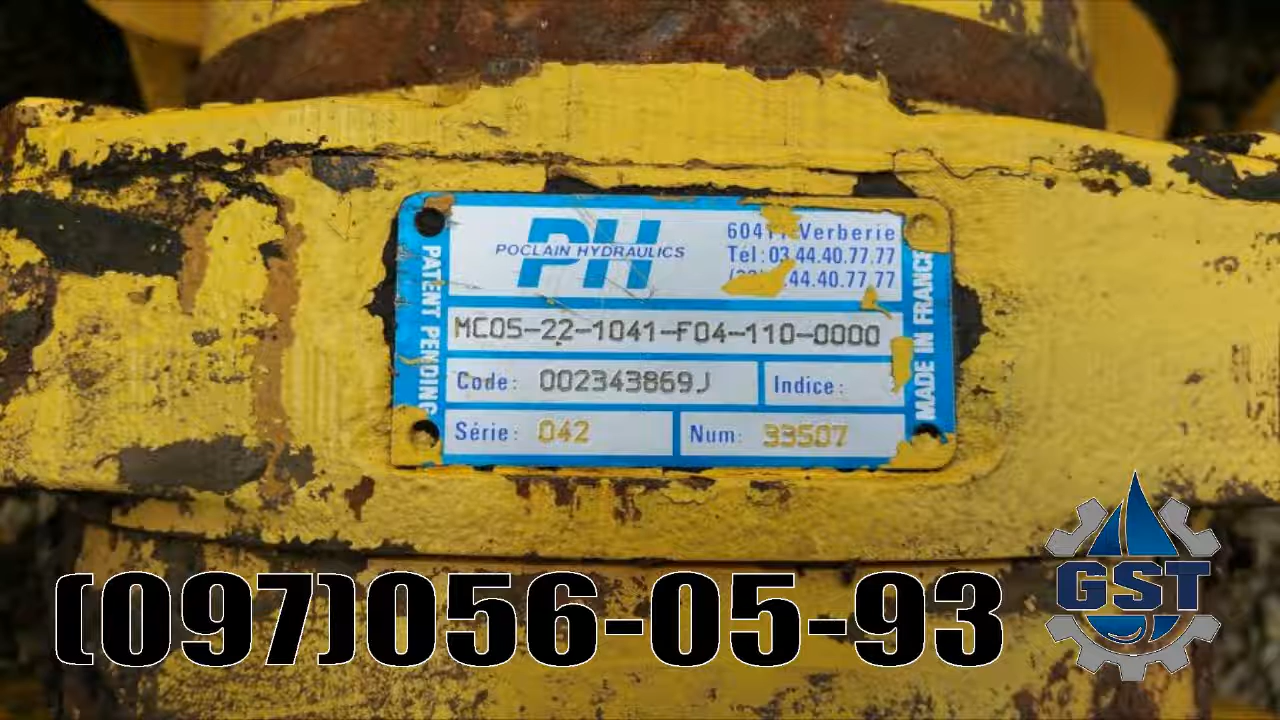 PH
POCLAIN HYDRAULICS
Verberie
Tél: 03.44.40.77.77
.44.40.77.77
PATENT PENDING
MADE IN FRANCE
MC05-22-1041-F04-110-0000
Code: 002343869J
Indice:
Série: 042
Num: 33507
(097)056-05-93
GST